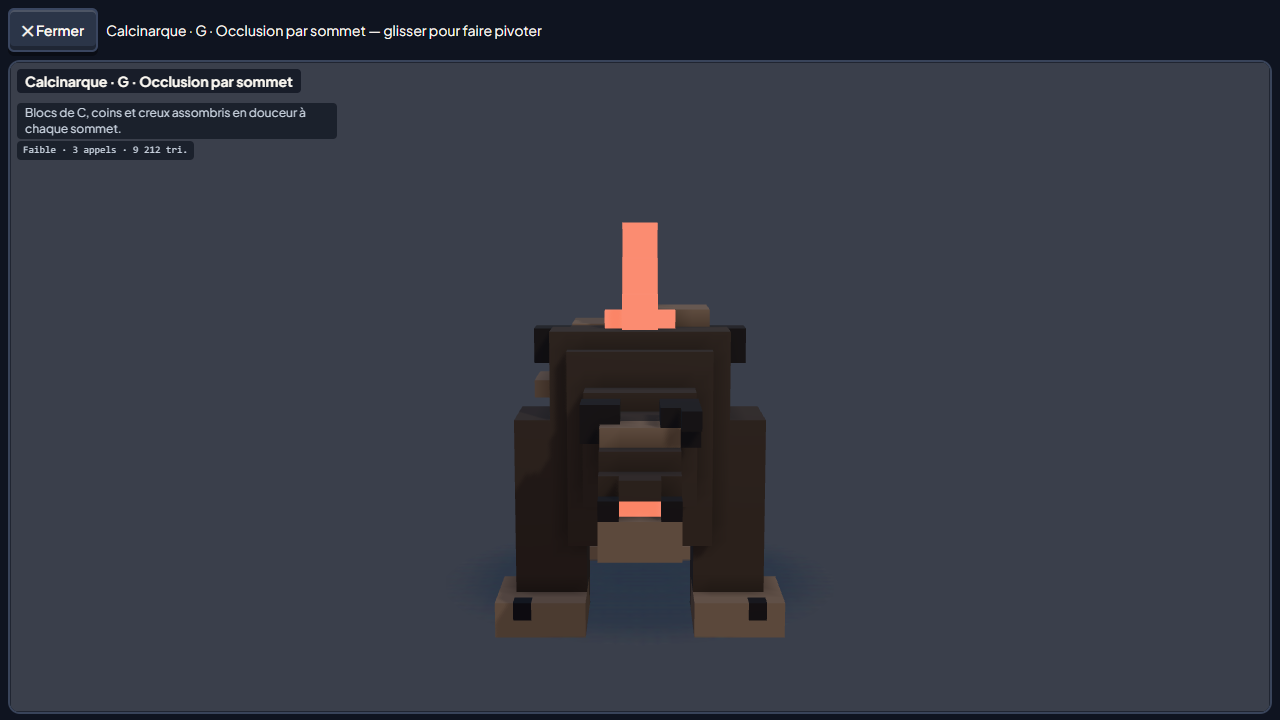 ✕ Fermer
Calcinarque · G · Occlusion par sommet — glisser pour faire pivoter
Calcinarque · G · Occlusion par sommet
Blocs de C, coins et creux assombris en douceur à
chaque sommet.
Faible · 3 appels · 9 212 tri.